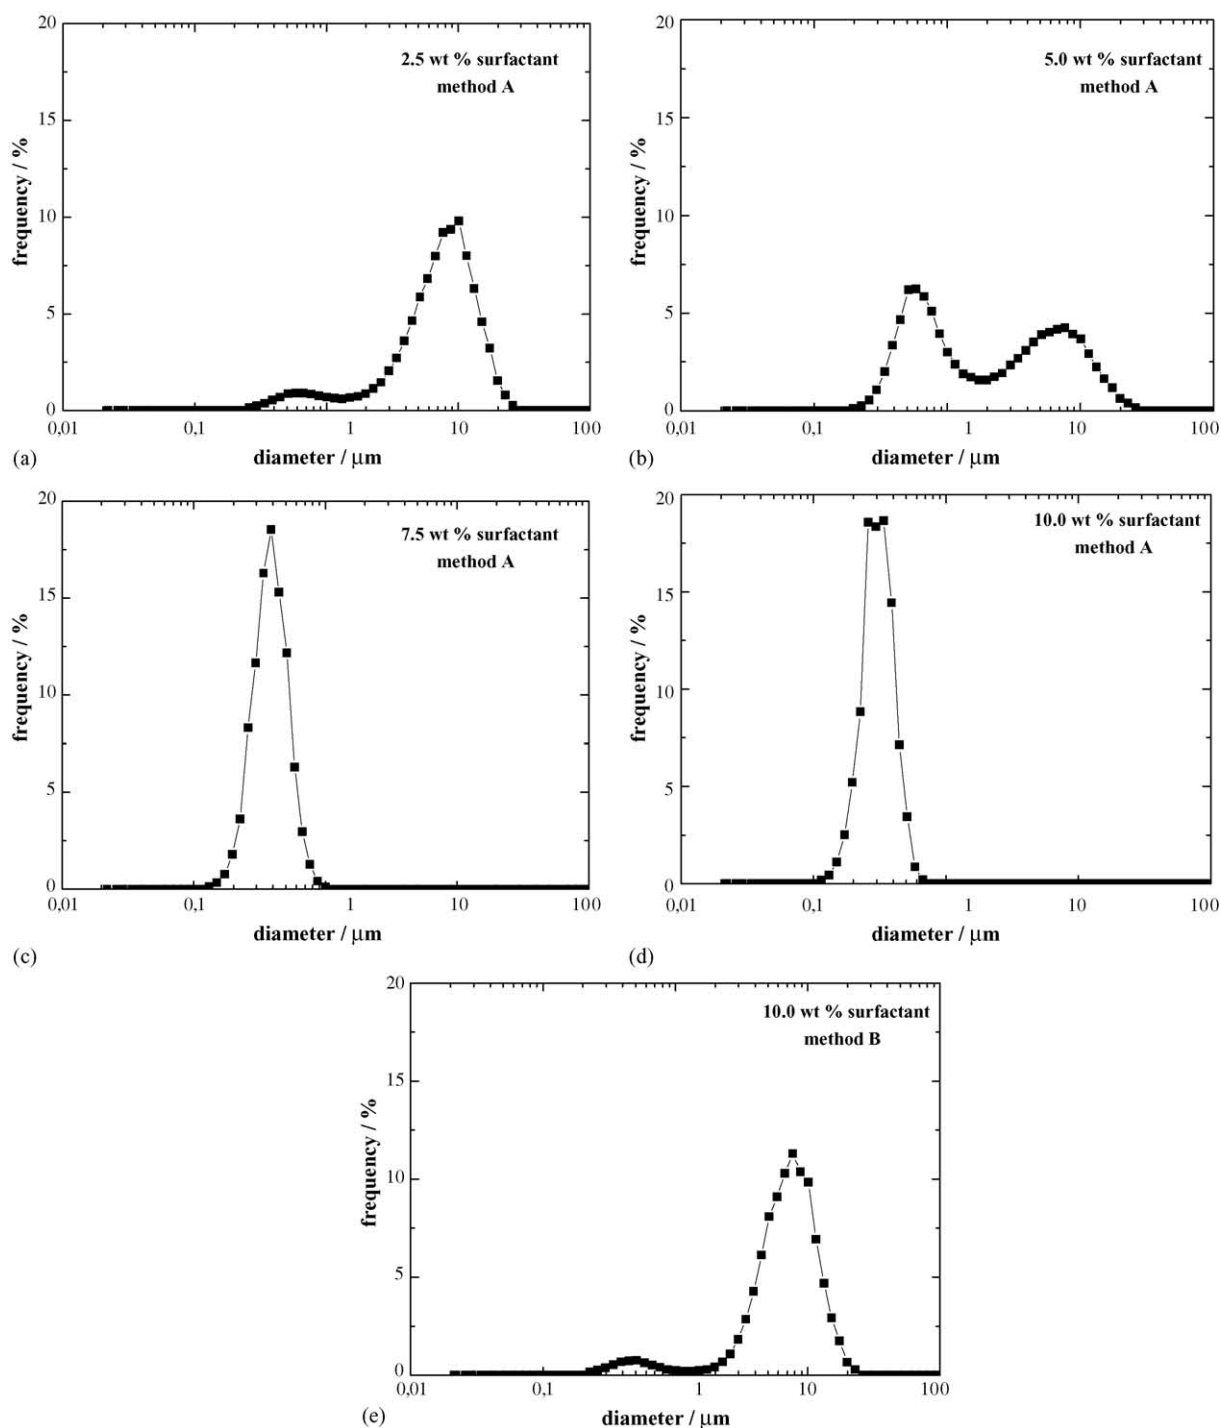 20
15
10
5
0
frequency / %
2.5 wt % surfactant
method A
0,01
0,1
1
10
100
diameter / μm
(a)
20
15
10
5
0
frequency / %
5.0 wt % surfactant
method A
0,01
0,1
1
10
100
diameter / μm
(b)
20
15
10
5
0
frequency / %
7.5 wt % surfactant
method A
0,01
0,1
1
10
100
diameter / μm
(c)
20
15
10
5
0
frequency / %
10.0 wt % surfactant
method A
0,01
0,1
1
10
100
diameter / μm
(d)
20
15
10
5
0
frequency / %
10.0 wt % surfactant
method B
0,01
0,1
1
10
100
diameter / μm
(e)